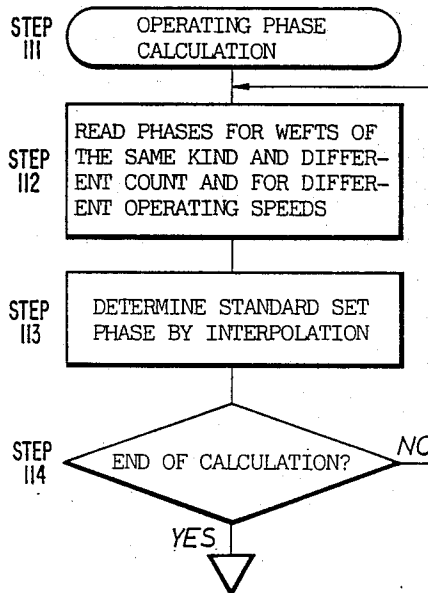 STEP
111
OPERATING PHASE
CALCULATION
STEP
112
READ PHASES FOR WEFTS OF
THE SAME KIND AND DIFFER-
ENT COUNT AND FOR DIFFER-
ENT OPERATING SPEEDS
STEP
113
DETERMINE STANDARD SET
PHASE BY INTERPOLATION
STEP
114
END OF CALCULATION?
NO
YES